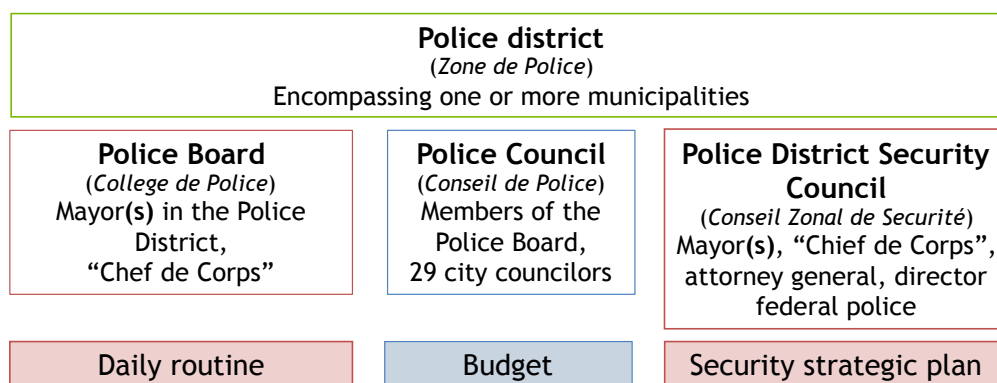 Police district
(Zone de Police)
Encompassing one or more municipalities
Police Board
(College de Police)
Mayor(s) in the Police
District,
“Chef de Corps”
Police Council
(Conseil de Police)
Members of the
Police Board,
29 city councilors
Police District Security
Council
(Conseil Zonal de Securité)
Mayor(s), “Chief de Corps”,
attorney general, director
federal police
Daily routine
Budget
Security strategic plan